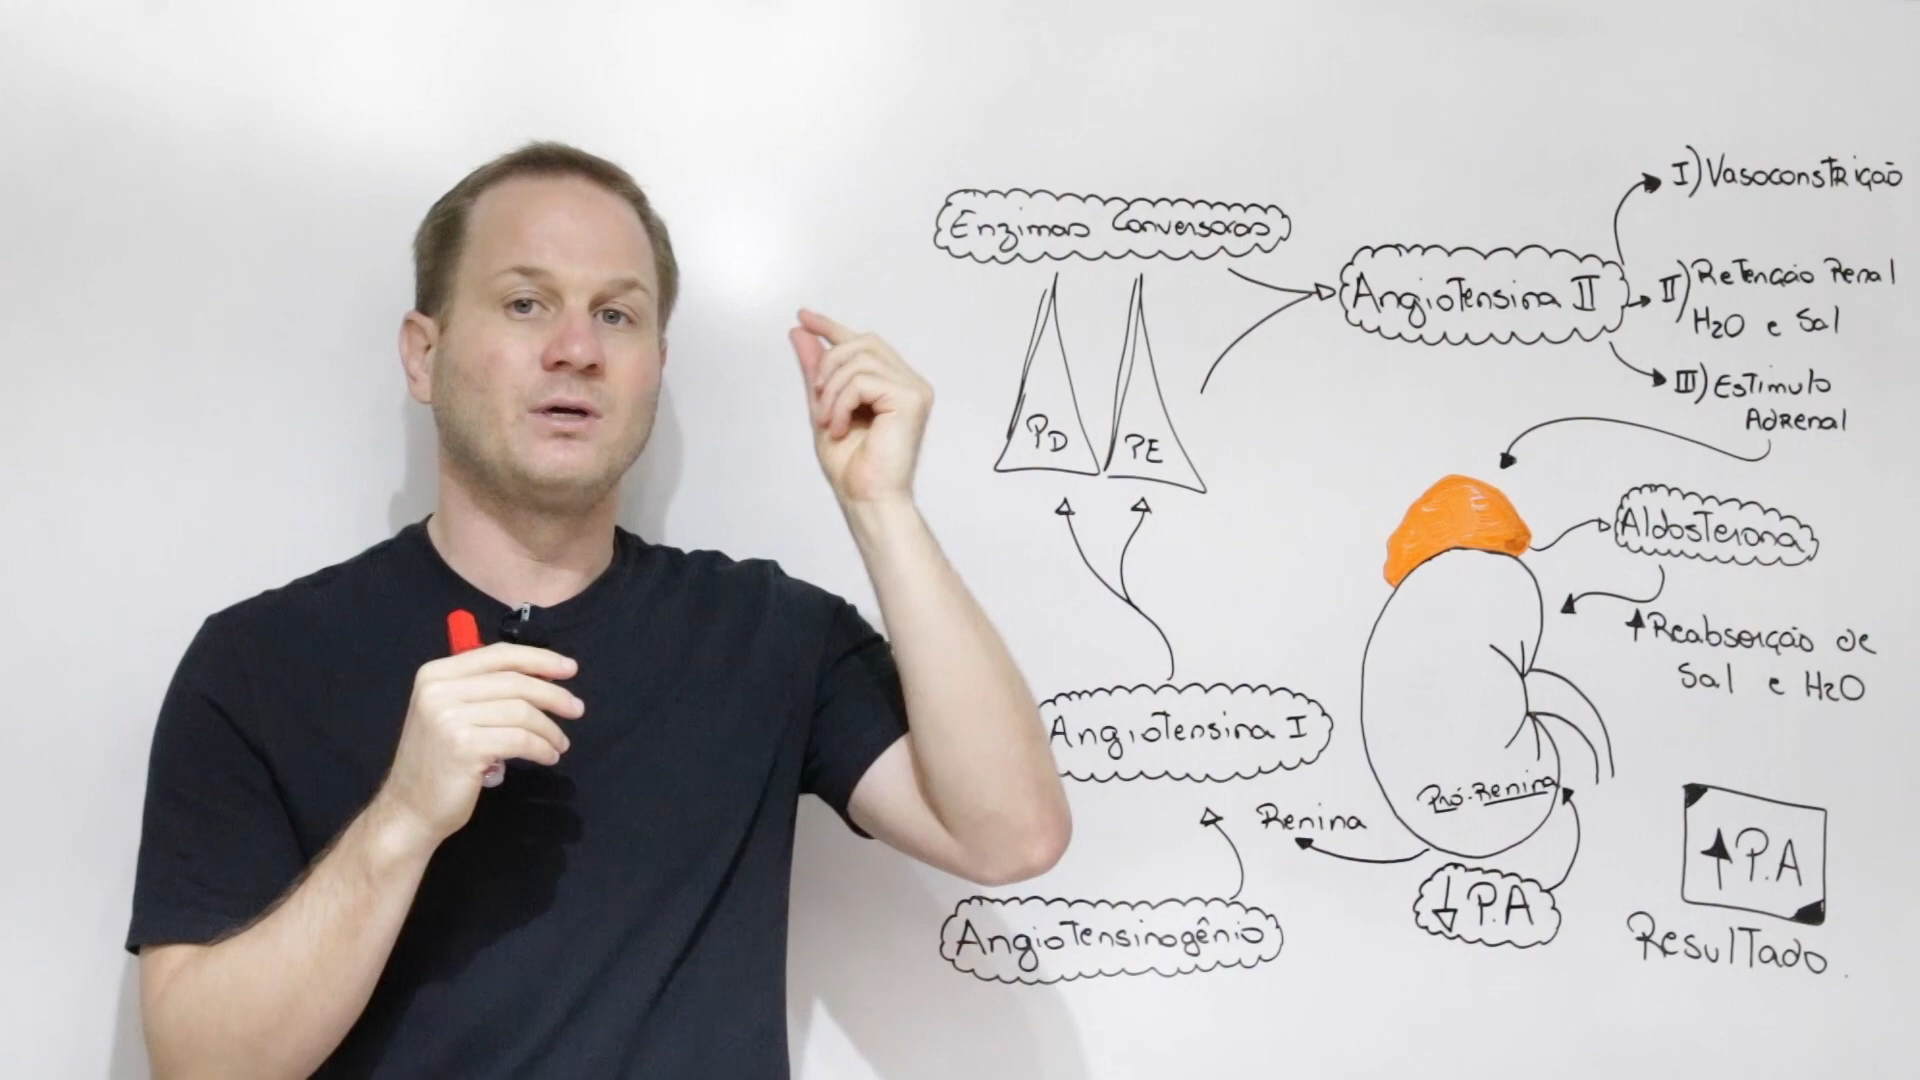 Enzimas Conversoras
PD
PE
Angiotensina II
I) Vasoconstrição
II) Retenção Renal
H2O e Sal
III) Estimulo
Adrenal
Aldosterona
↑Reabsorção de
Sal e H2O
Angiotensina I
Pró-Renina
Renina
↓ P.A
Angiotensinogênio
↑P.A
Resultado.